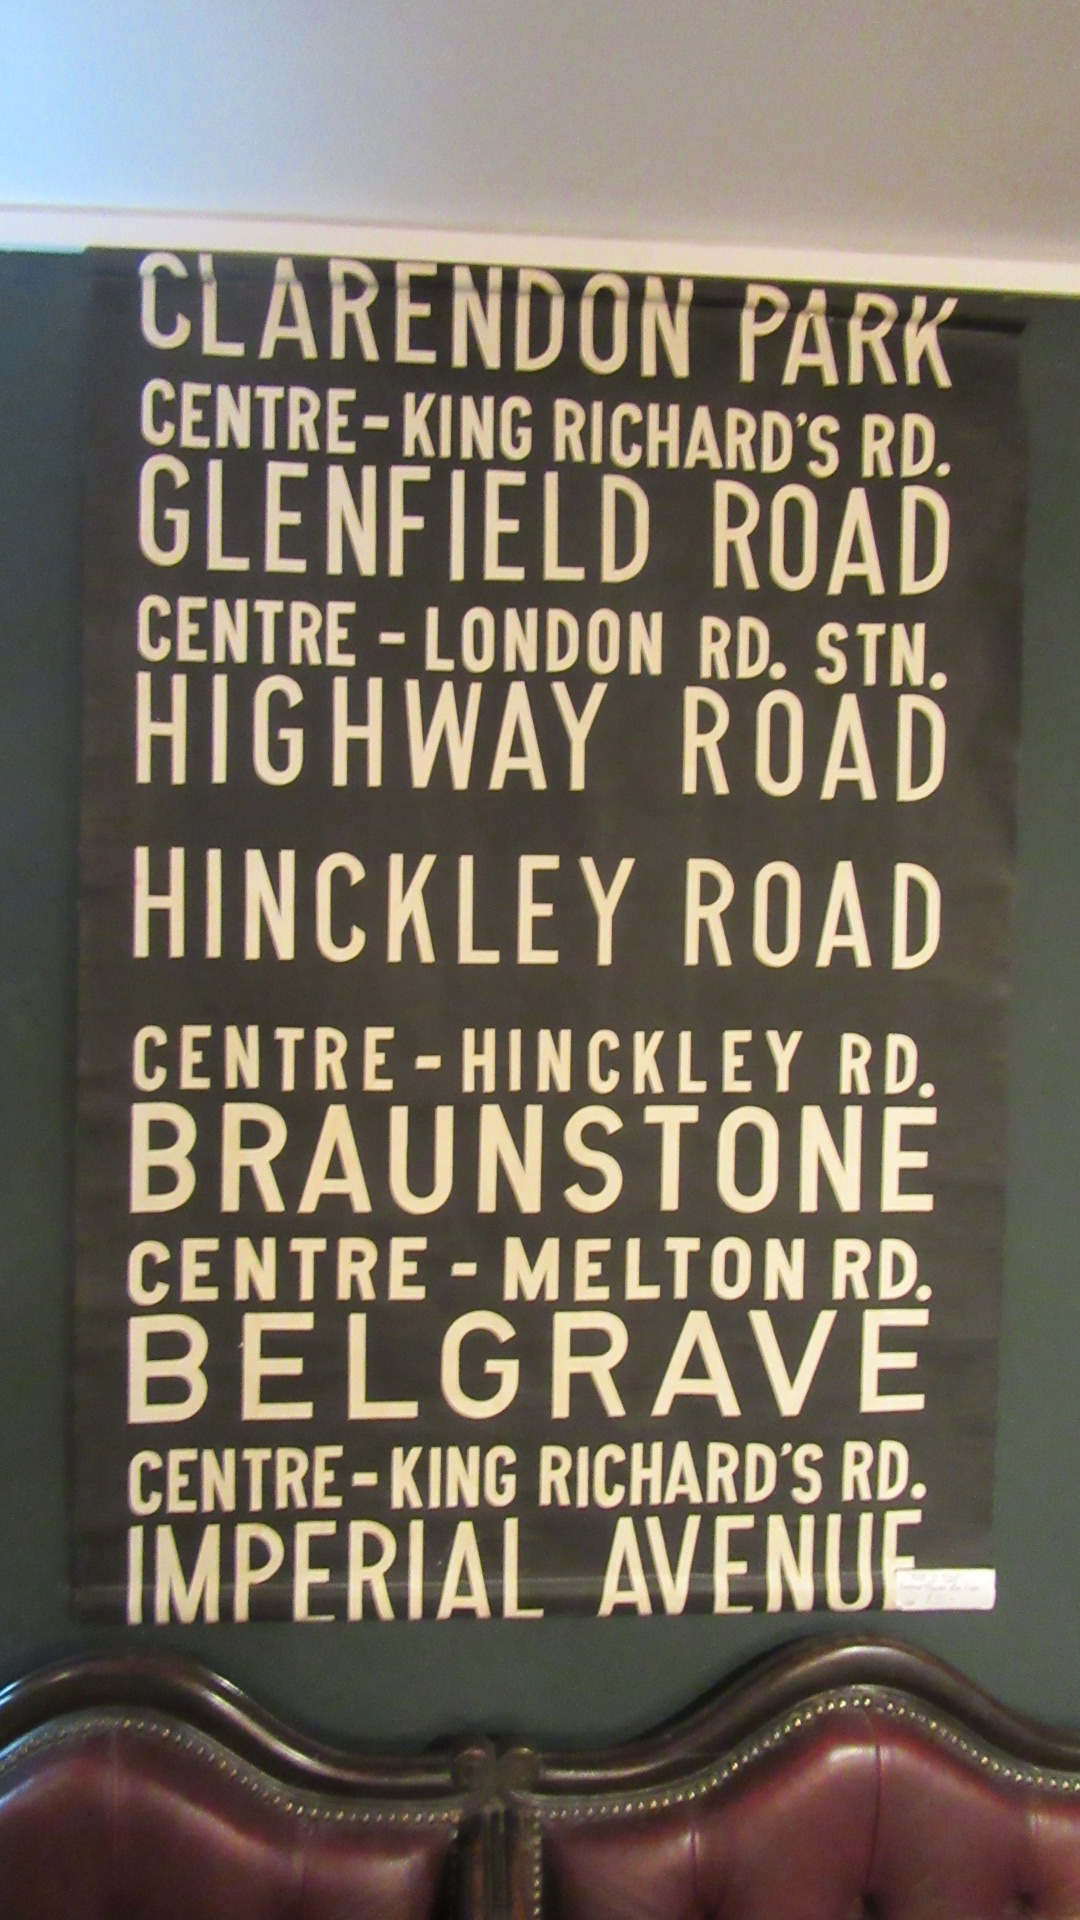 CLARENDON PARK
CENTRE-KING RICHARD'S RD.
GLENFIELD ROAD
CENTRE - LONDON RD. STN.
HIGHWAY ROAD
HINCKLEY ROAD
CENTRE-HINCKLEY RD.
BRAUNSTONE
CENTRE - MELTON RD.
BELGRAVE
CENTRE-KING RICHARD'S RD.
IMPERIAL AVENUE